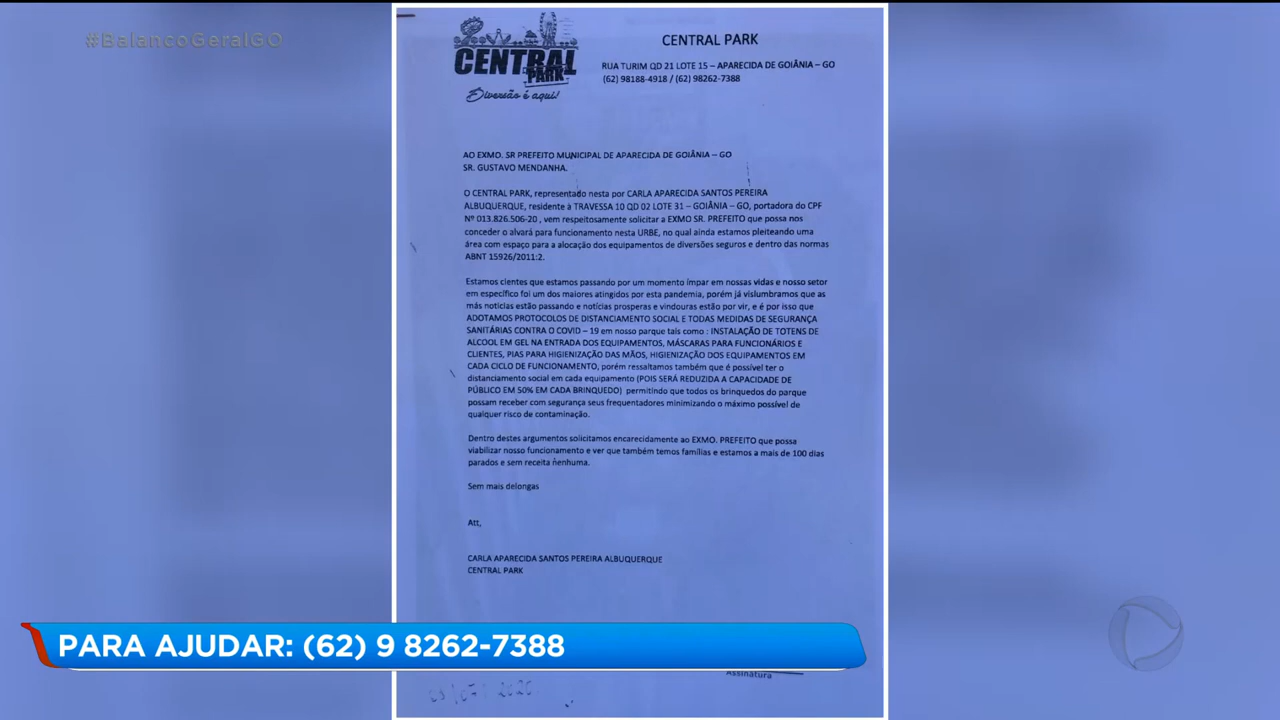 #BalancoGeralGO
CENTRAL
PARK
Diversão é aqui!
CENTRAL PARK
RUA TURIM QD 21 LOTE 15 – APARECIDA DE GOIÂNIA – GO
(62) 98188-4918 / (62) 98262-7388
AO EXMO. SR PREFEITO MUNICIPAL DE APARECIDA DE GOIÂNIA – GO
SR. GUSTAVO MENDANHA.
O CENTRAL PARK, representado nesta por CARLA APARECIDA SANTOS PEREIRA
ALBUQUERQUE, residente à TRAVESSA 10 QD 02 LOTE 31 – GOIÂNIA – GO, portadora do CPF
Nº 013.826.506-20 , vem respeitosamente solicitar a EXMO SR. PREFEITO que possa nos
conceder o alvará para funcionamento nesta URBE, no qual ainda estamos pleiteando uma
área com espaço para a alocação dos equipamentos de diversões seguros e dentro das normas
ABNT 15926/2011:2.
Estamos cientes que estamos passando por um momento ímpar em nossas vidas e nosso setor
em específico foi um dos maiores atingidos por esta pandemia, porém já vislumbramos que as
más noticias estão passando e notícias prosperas e vindouras estão por vir, e é por isso que
ADOTAMOS PROTOCOLOS DE DISTANCIAMENTO SOCIAL E TODAS MEDIDAS DE SEGURANÇA
SANITÁRIAS CONTRA O COVID – 19 em nosso parque tais como : INSTALAÇÃO DE TOTENS DE
ALCOOL EM GEL NA ENTRADA DOS EQUIPAMENTOS, MÁSCARAS PARA FUNCIONÁRIOS E
CLIENTES, PIAS PARA HIGIENIZAÇÃO DAS MÃOS, HIGIENIZAÇÃO DOS EQUIPAMENTOS EM
CADA CICLO DE FUNCIONAMENTO, porém ressaltamos também que é possível ter o
distanciamento social em cada equipamento (POIS SERÁ REDUZIDA A CAPACIDADE DE
PÚBLICO EM 50% EM CADA BRINQUEDO) permitindo que todos os brinquedos do parque
possam receber com segurança seus frequentadores minimizando o máximo possível de
qualquer risco de contaminação.
Dentro destes argumentos solicitamos encarecidamente ao EXMO. PREFEITO que possa
viabilizar nosso funcionamento e ver que também temos famílias e estamos a mais de 100 dias
parados e sem receita nenhuma.
Sem mais delongas
Att,
CARLA APARECIDA SANTOS PEREIRA ALBUQUERQUE
CENTRAL PARK
PARA AJUDAR: (62) 9 8262-7388
Assinatura